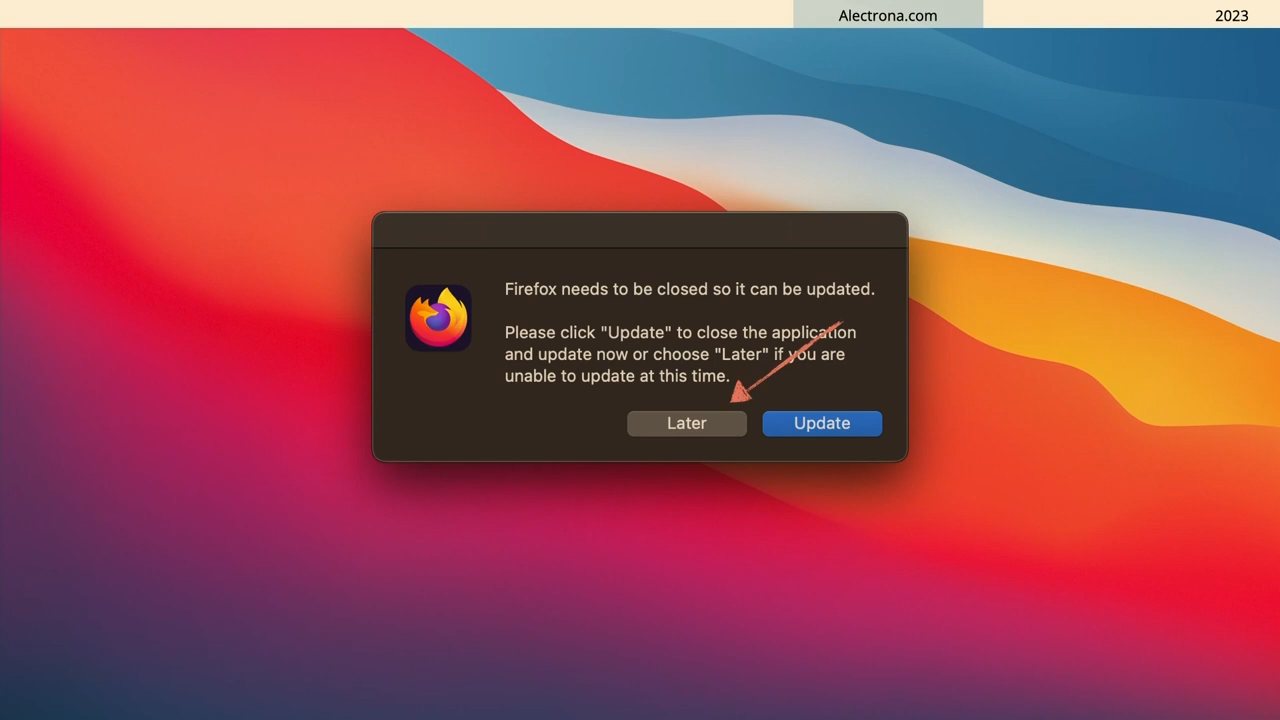 Alectrona.com
2023
Firefox needs to be closed so it can be updated.
Please click "Update" to close the application
and update now or choose "Later" if you are
unable to update at this time.
Later
Update